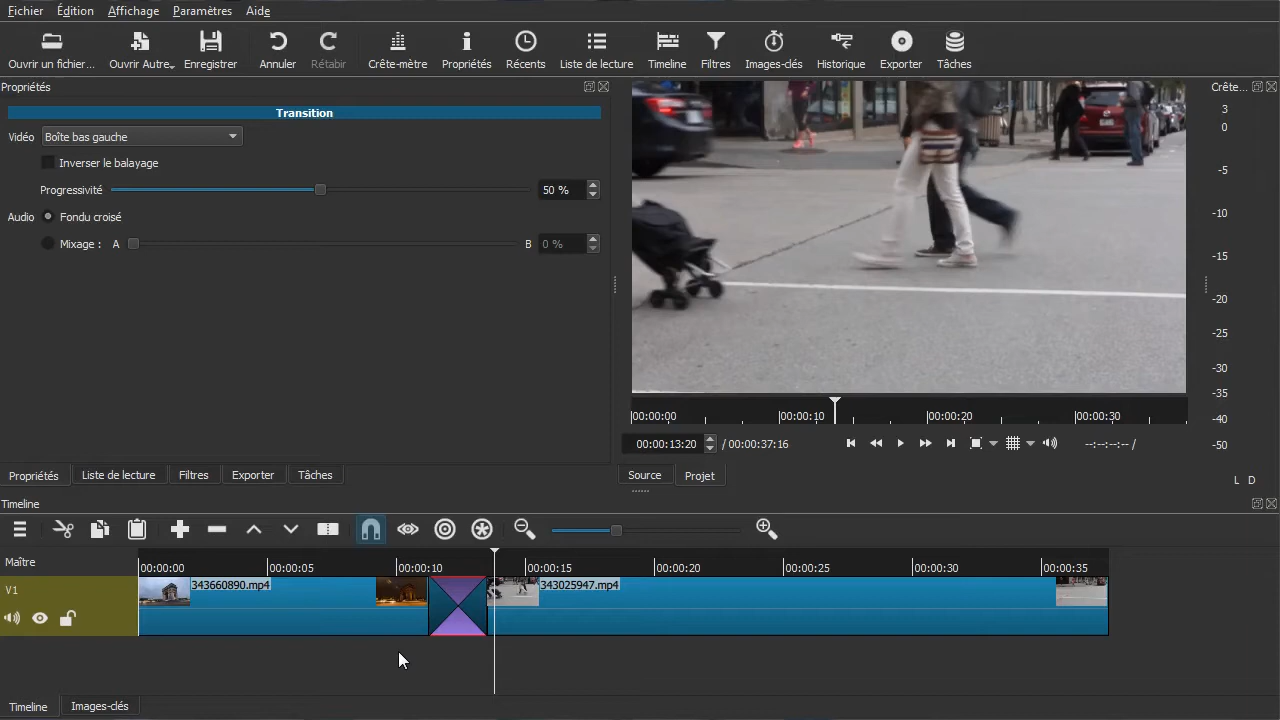 Fichier Édition Affichage Paramètres Aide
Ouvrir un fichier... Ouvrir Autre... Enregistrer Annuler Rétabir Crête-mètre Propriétés Récents Liste de lecture Timeline Filtres Images-clés Historique Exporter Tâches
Propriétés
Transition
Vidéo Boîte bas gauche
Inverser le balayage
Progressivité 50 %
Audio Fondu croisé
Mixage : A B 0 %
Propriétés Liste de lecture Filtres Exporter Tâches
00:00:00 00:00:10 00:00:20 00:00:30
00:00:13:20 / 00:00:37:16 --:--:--:-- /
Source Projet
Crête...
3
0
-5
-10
-15
-20
-25
-30
-35
-40
-50
L D
Timeline
Maître 00:00:00 00:00:05 00:00:10 00:00:15 00:00:20 00:00:25 00:00:30 00:00:35
V1 343660890.mp4 343025947.mp4
Timeline Images-clés